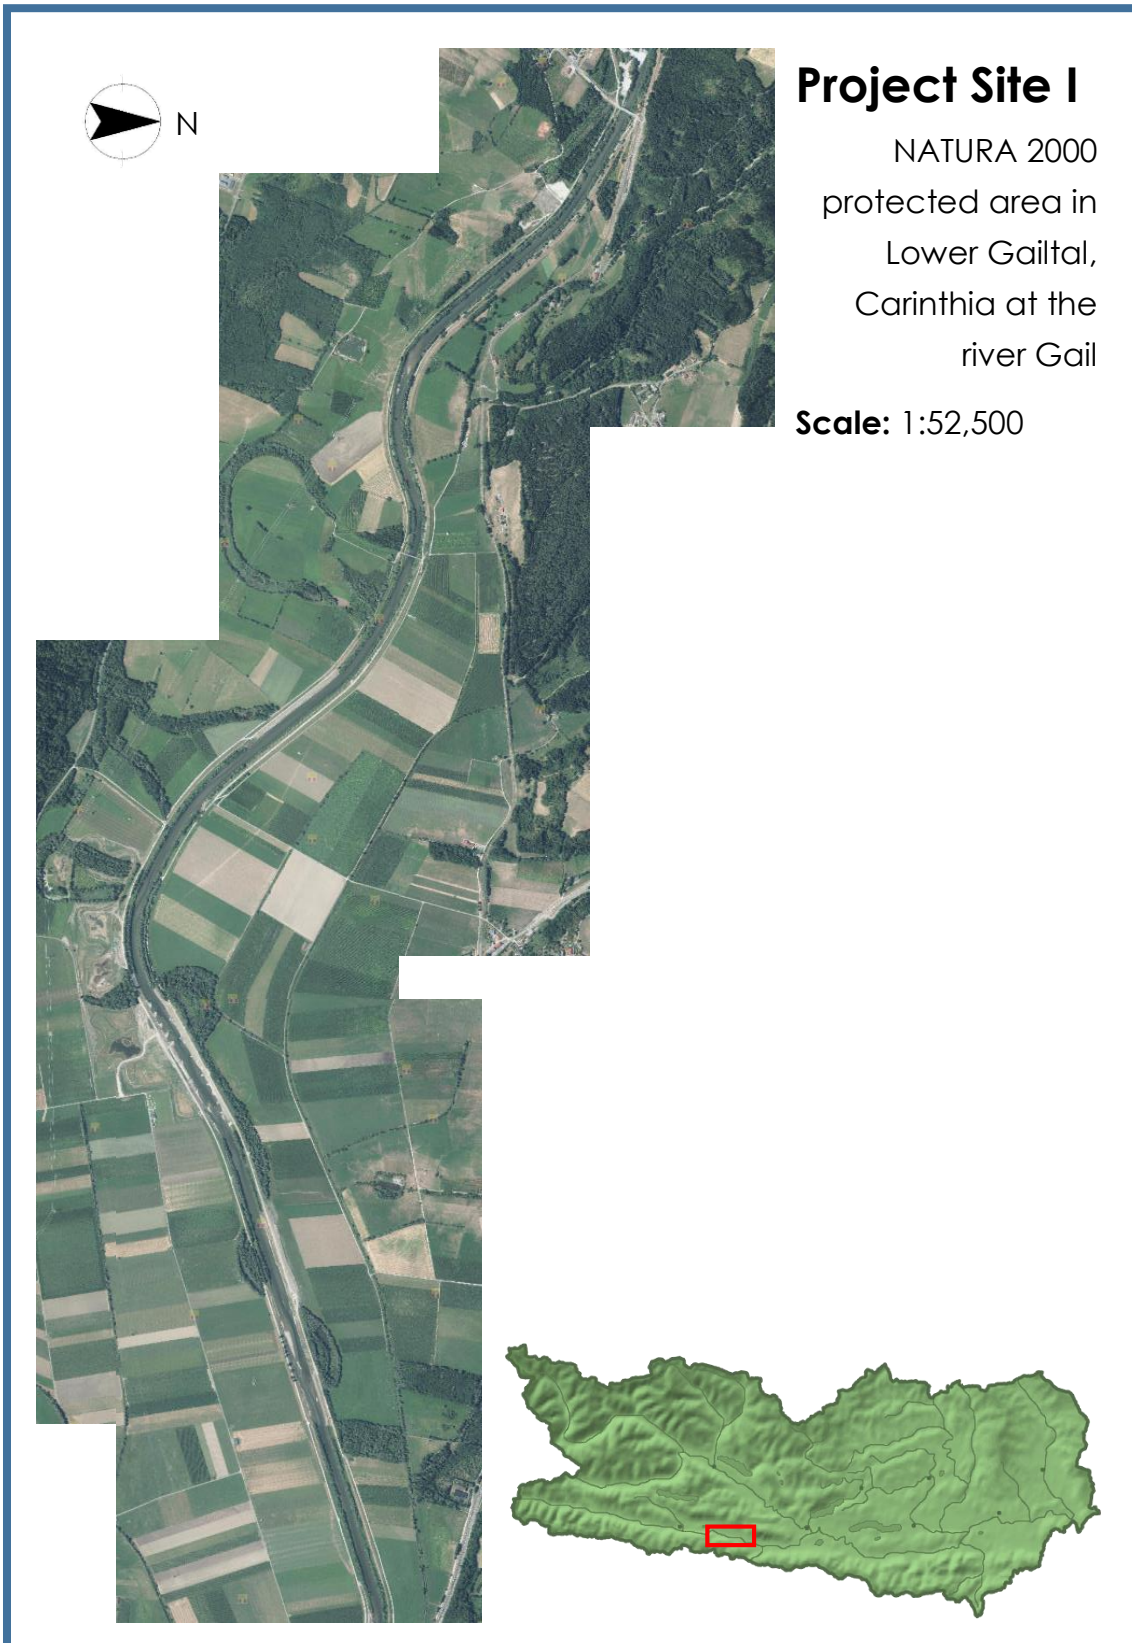 N
Project Site I
NATURA 2000
protected area in
Lower Gailtal,
Carinthia at the
river Gail
Scale: 1:52,500